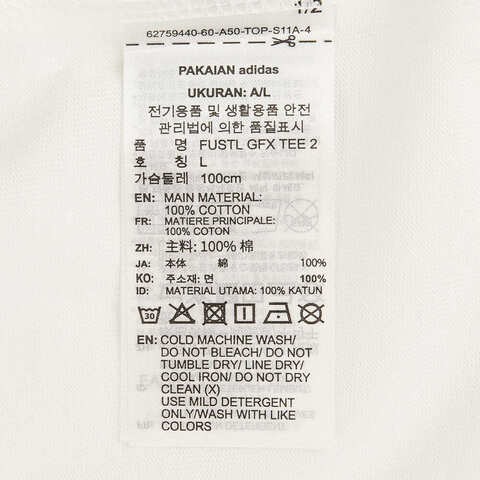 1/2
62759440-60-A50-TOP-S11A-4
PAKAIAN adidas
UKURAN: A/L
전기용품 및 생활용품 안전
관리법에 의한 품질표시
품 명 FUSTL GFX TEE 2
호 칭 L
가슴둘레 100cm
EN: MAIN MATERIAL:
100% COTTON
FR: MATIERE PRINCIPALE:
100% COTON
ZH: 主料: 100% 棉
JA: 本体 綿 100%
KO: 주소재: 면 100%
ID: MATERIAL UTAMA: 100% KATUN
30
EN: COLD MACHINE WASH/
DO NOT BLEACH/ DO NOT
TUMBLE DRY/ LINE DRY/
COOL IRON/ DO NOT DRY
CLEAN (X)
USE MILD DETERGENT
ONLY/WASH WITH LIKE
COLORS